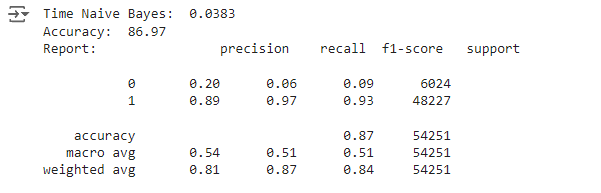 Time Naive Bayes:  0.0383
Accuracy:  86.97
Report:               precision    recall  f1-score   support

           0       0.20      0.06      0.09      6024
           1       0.89      0.97      0.93     48227

    accuracy                           0.87     54251
   macro avg       0.54      0.51      0.51     54251
weighted avg       0.81      0.87      0.84     54251